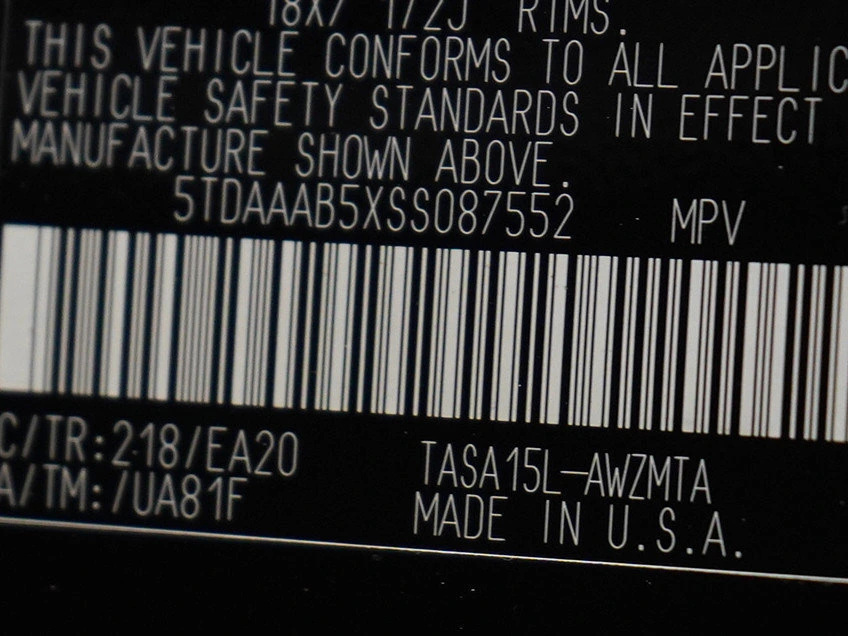 18X7 1/2J RIMS.
THIS VEHICLE CONFORMS TO ALL APPLIC
VEHICLE SAFETY STANDARDS IN EFFECT
MANUFACTURE SHOWN ABOVE.
5TDAAAB5XSS087552 MPV
C/TR:218/EA20
A/TM:/UA81F
TASA15L-AWZMTA
MADE IN U.S.A.